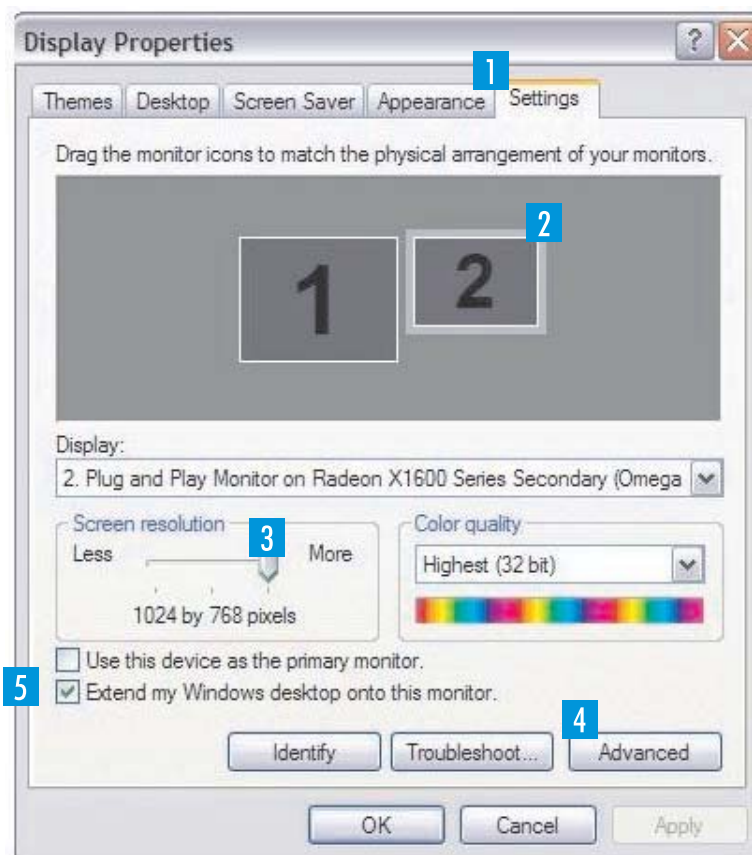 Display Properties
?
1
Themes Desktop Screen Saver Appearance Settings
Drag the monitor icons to match the physical arrangement of your monitors.
2
1 2
Display:
2. Plug and Play Monitor on Radeon X1600 Series Secondary (Omega
Screen resolution Color quality
3
Less More Highest (32 bit)
1024 by 768 pixels
Use this device as the primary monitor.
5 Extend my Windows desktop onto this monitor.
4
Identify Troubleshoot... Advanced
OK Cancel Apply